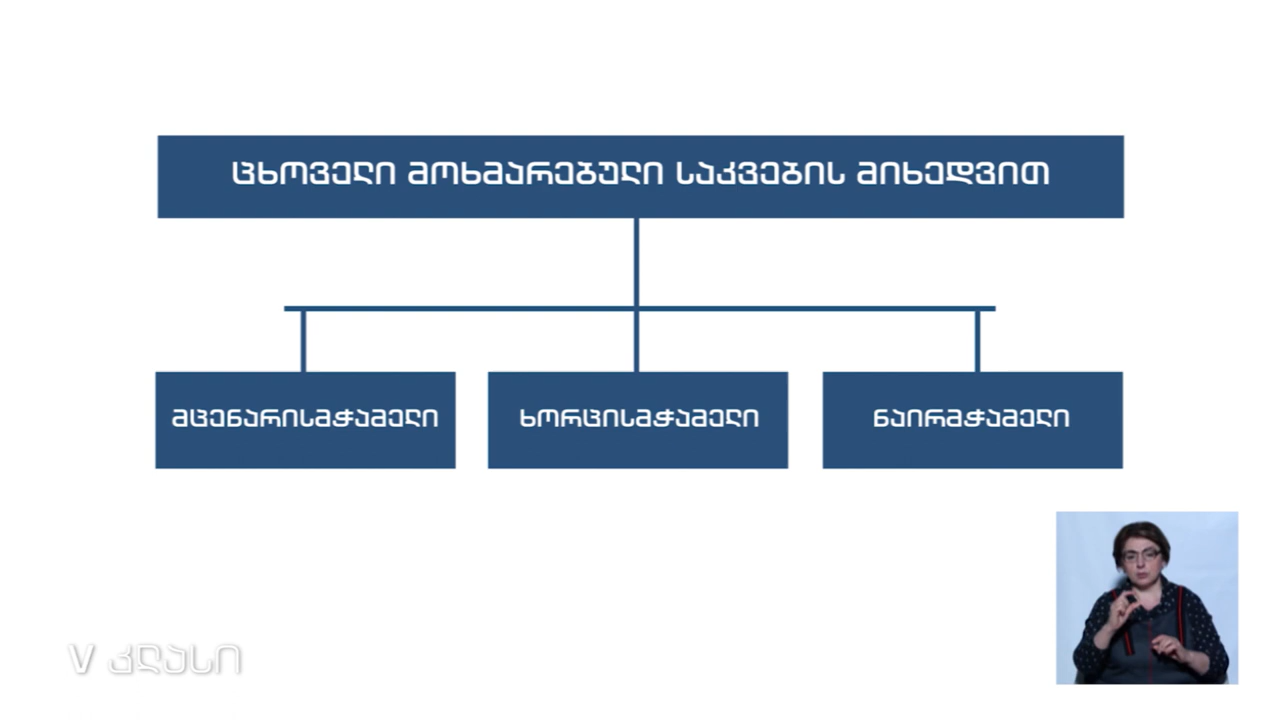 ცხოველი მოხმარებული საკვების მიხედვით
მცენარისმჭამელი
ხორცისმჭამელი
ნაირმჭამელი
V კლასი